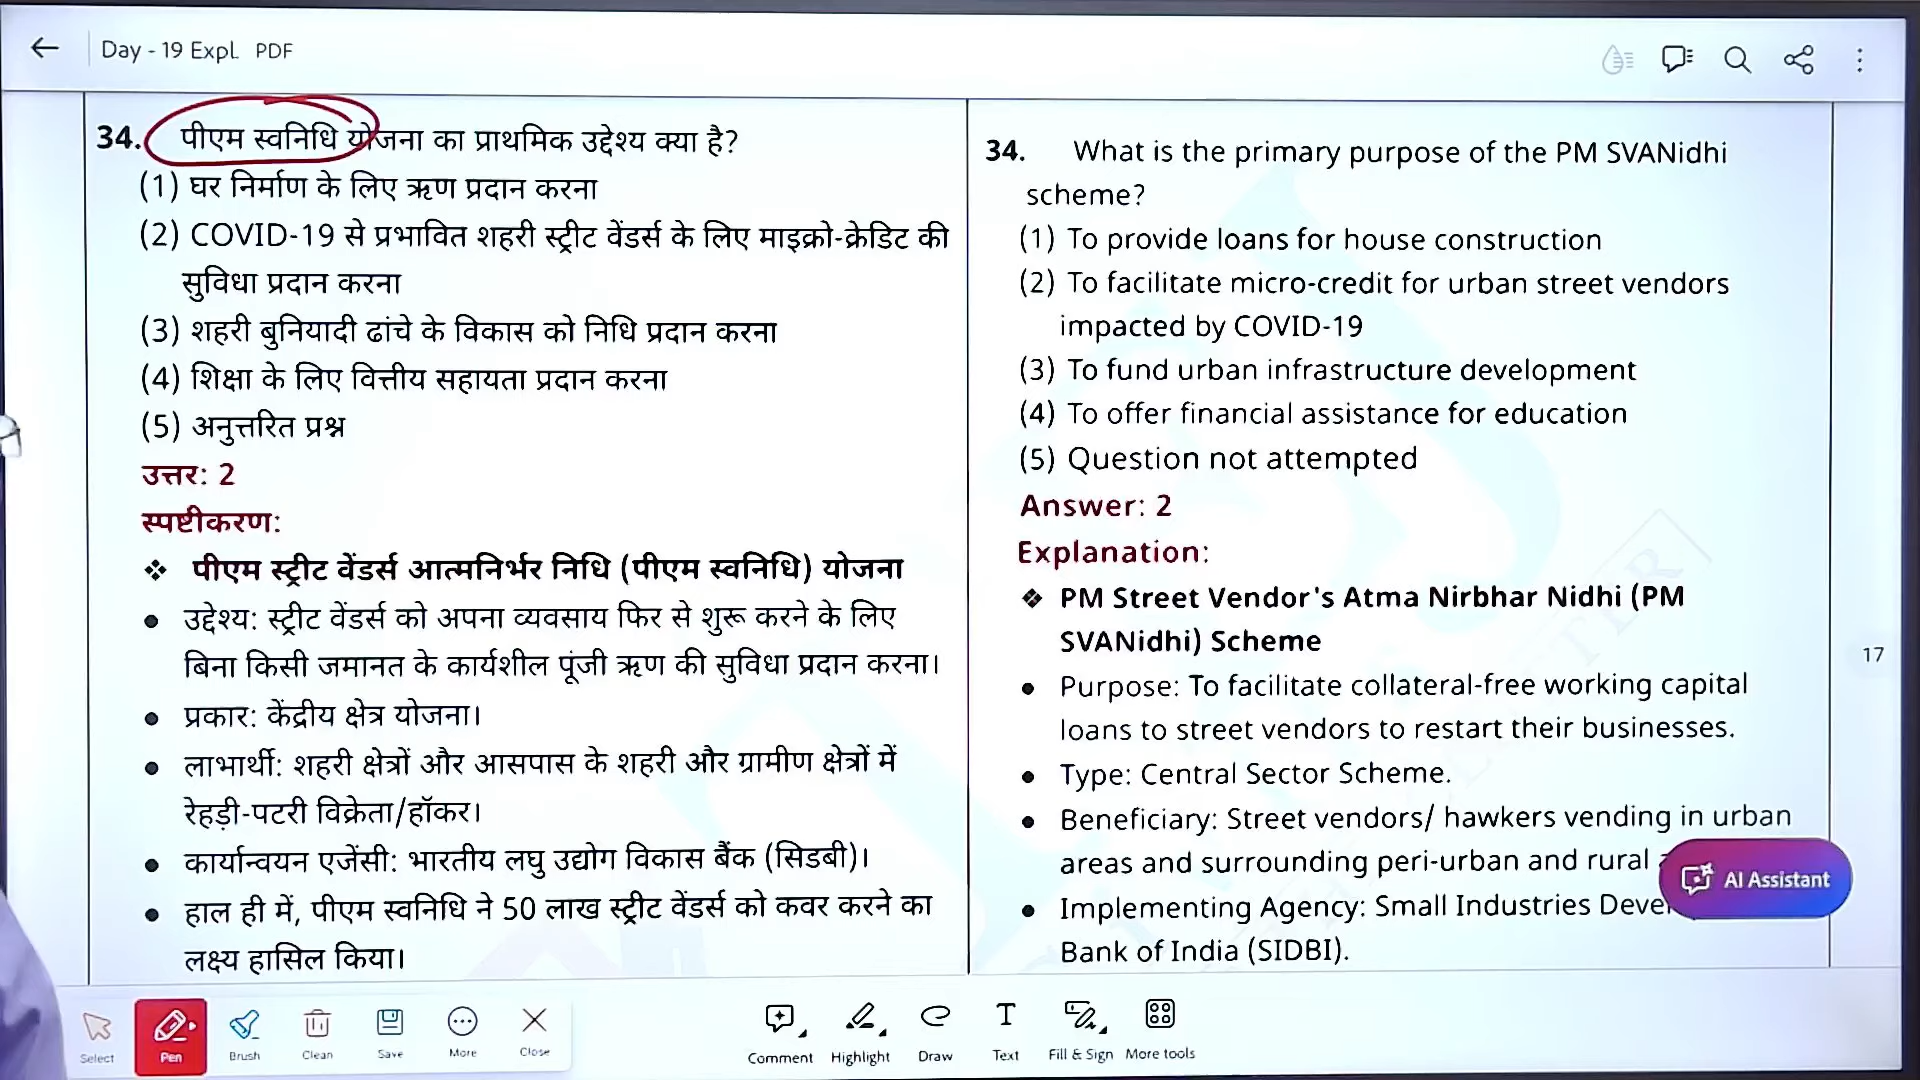 Day - 19 Expl. PDF
34. पीएम स्वनिधि योजना का प्राथमिक उद्देश्य क्या है?
(1) घर निर्माण के लिए ऋण प्रदान करना
(2) COVID-19 से प्रभावित शहरी स्ट्रीट वेंडर्स के लिए माइक्रो-क्रेडिट की
सुविधा प्रदान करना
(3) शहरी बुनियादी ढांचे के विकास को निधि प्रदान करना
(4) शिक्षा के लिए वित्तीय सहायता प्रदान करना
(5) अनुत्तरित प्रश्न
उत्तर: 2
स्पष्टीकरण:
❖ पीएम स्ट्रीट वेंडर्स आत्मनिर्भर निधि (पीएम स्वनिधि) योजना
• उद्देश्य: स्ट्रीट वेंडर्स को अपना व्यवसाय फिर से शुरू करने के लिए
बिना किसी जमानत के कार्यशील पूंजी ऋण की सुविधा प्रदान करना।
• प्रकार: केंद्रीय क्षेत्र योजना।
• लाभार्थी: शहरी क्षेत्रों और आसपास के शहरी और ग्रामीण क्षेत्रों में
रेहड़ी-पटरी विक्रेता/हॉकर।
• कार्यान्वयन एजेंसी: भारतीय लघु उद्योग विकास बैंक (सिडबी)।
• हाल ही में, पीएम स्वनिधि ने 50 लाख स्ट्रीट वेंडर्स को कवर करने का
लक्ष्य हासिल किया।
34. What is the primary purpose of the PM SVANidhi
scheme?
(1) To provide loans for house construction
(2) To facilitate micro-credit for urban street vendors
impacted by COVID-19
(3) To fund urban infrastructure development
(4) To offer financial assistance for education
(5) Question not attempted
Answer: 2
Explanation:
❖ PM Street Vendor's Atma Nirbhar Nidhi (PM
SVANidhi) Scheme
• Purpose: To facilitate collateral-free working capital
loans to street vendors to restart their businesses.
• Type: Central Sector Scheme.
• Beneficiary: Street vendors/ hawkers vending in urban
areas and surrounding peri-urban and rural
• Implementing Agency: Small Industries
Bank of India (SIDBI).
17
AI Assistant
Select Pen Brush Clean Save More Close
Comment Highlight Draw Text Fill & Sign More tools